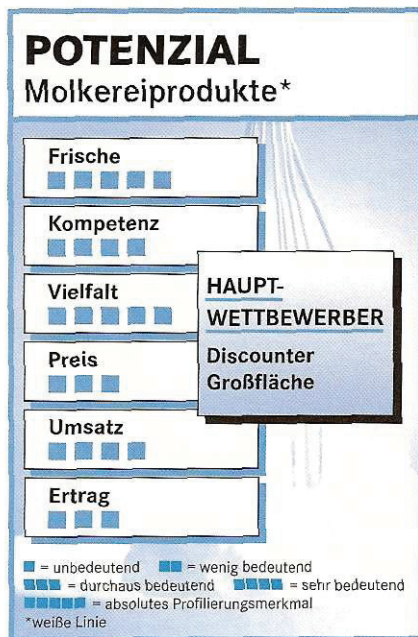 POTENZIAL
Molkereiprodukte*
Frische
Kompetenz
Vielfalt
Preis
Umsatz
Ertrag
HAUPT-
WETTBEWERBER
Discounter
Großfläche
= unbedeutend = wenig bedeutend
= durchaus bedeutend = sehr bedeutend
= absolutes Profilierungsmerkmal
*weiße Linie